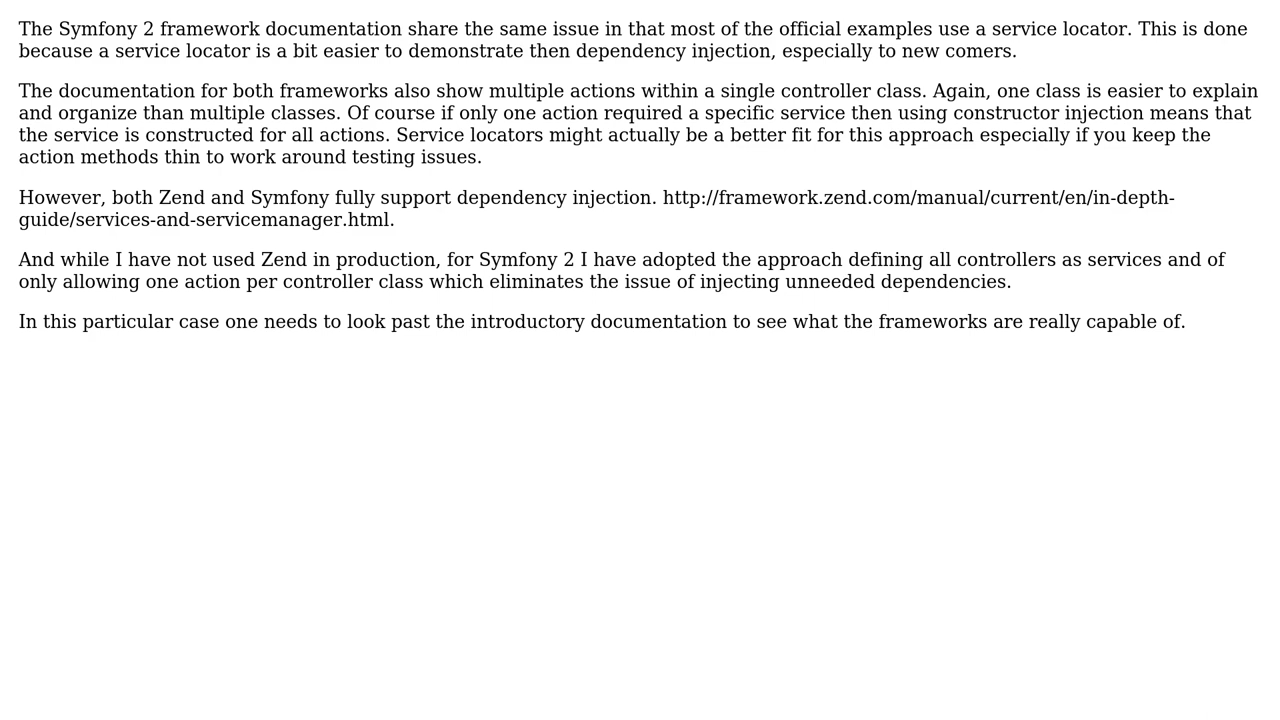 The Symfony 2 framework documentation share the same issue in that most of the official examples use a service locator. This is done
because a service locator is a bit easier to demonstrate then dependency injection, especially to new comers.
The documentation for both frameworks also show multiple actions within a single controller class. Again, one class is easier to explain
and organize than multiple classes. Of course if only one action required a specific service then using constructor injection means that
the service is constructed for all actions. Service locators might actually be a better fit for this approach especially if you keep the
action methods thin to work around testing issues.
However, both Zend and Symfony fully support dependency injection. http://framework.zend.com/manual/current/en/in-depth-
guide/services-and-servicemanager.html.
And while I have not used Zend in production, for Symfony 2 I have adopted the approach defining all controllers as services and of
only allowing one action per controller class which eliminates the issue of injecting unneeded dependencies.
In this particular case one needs to look past the introductory documentation to see what the frameworks are really capable of.